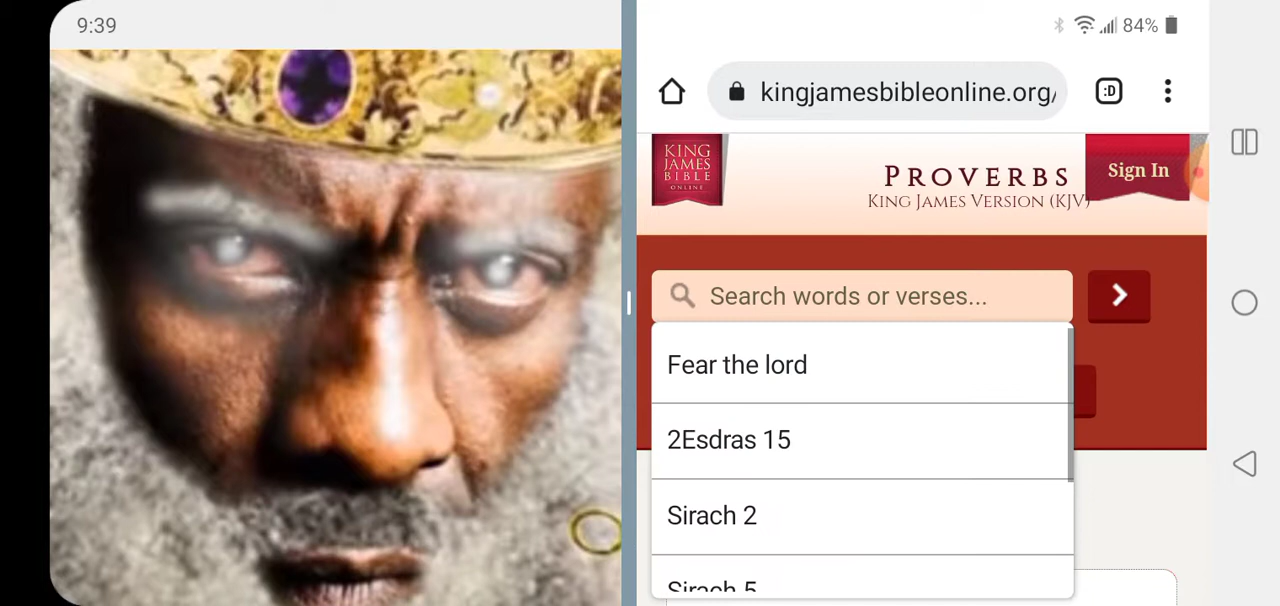 9:39
84%
kingjamesbibleonline.org/
KING
JAMES
BIBLE
ONLINE
PROVERBS
KING JAMES VERSION (KJV)
Sign In
Search words or verses...
Fear the lord
2Esdras 15
Sirach 2
Sirach 5
:D